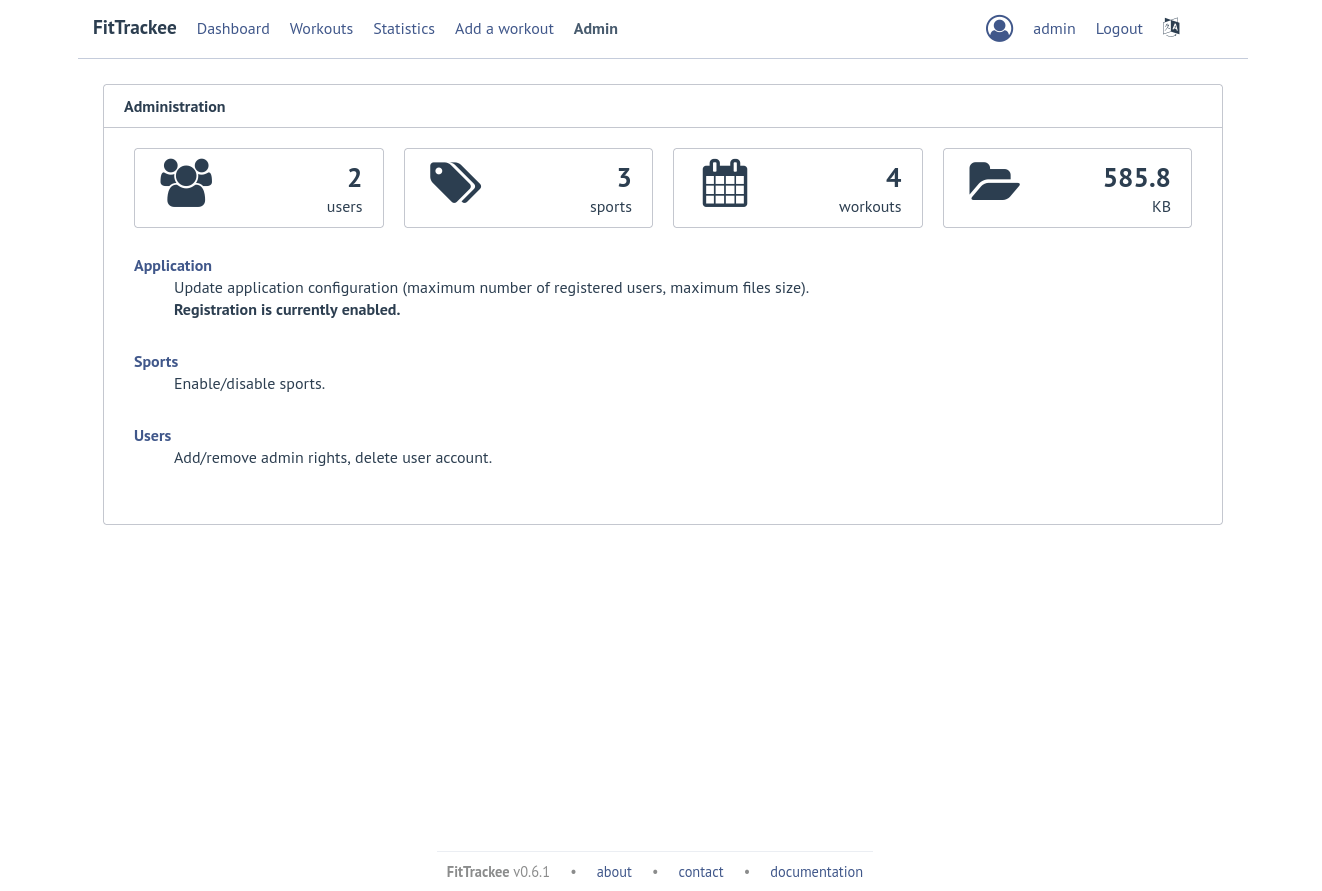 FitTrackee Dashboard Workouts Statistics Add a workout Admin admin Logout
Administration
2
users
3
sports
4
workouts
585.8
KB
Application
Update application configuration (maximum number of registered users, maximum files size).
Registration is currently enabled.
Sports
Enable/disable sports.
Users
Add/remove admin rights, delete user account.
FitTrackee v0.6.1 • about • contact • documentation